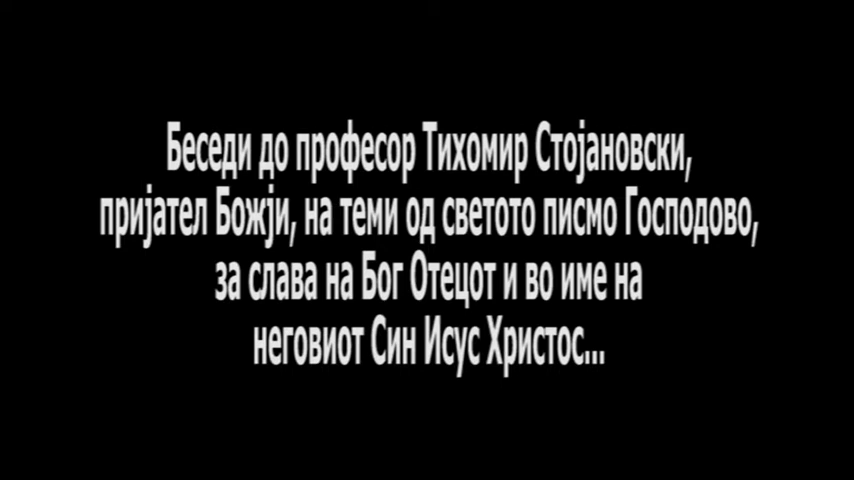 Беседи до професор Тихомир Стојановски,
пријател Божји, на теми од светото писмо Господово,
за слава на Бог Отецот и во име на
неговиот Син Исус Христос...